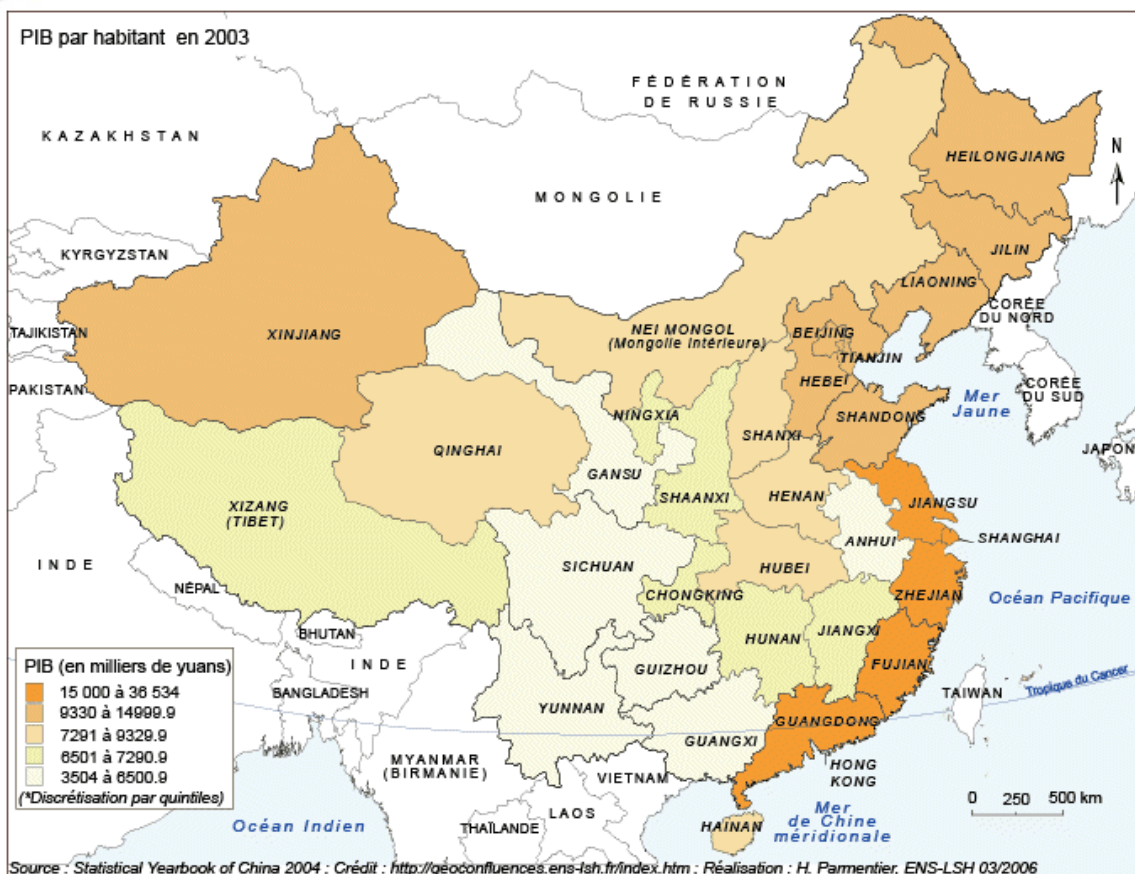 PIB par habitant en 2003
FÉDÉRATION
DE RUSSIE
KAZAKHSTAN
N
HEILONGJIANG
MONGOLIE
KYRGYZSTAN
JILIN
LIAONING
CORÉE
DU NORD
TAJIKISTAN
XINJIANG
NEI MONGOL
(Mongolie Intérieure)
BEIJING
TIANJIN
PAKISTAN
HEBEI
CORÉE
DU SUD
Mer
Jaune
NINGXIA
SHANDONG
QINGHAI
SHANXI
JAPON
GANSU
XIZANG
(TIBET)
SHAANXI
HENAN
JIANGSU
ANHUI
SHANGHAI
INDE
SICHUAN
HUBEI
NÉPAL
CHONGKING
ZHEJIAN
Océan Pacifique
HUNAN
JIANGXI
BHUTAN
INDE
GUIZHOU
FUJIAN
Tropique du Cancer
TAIWAN
BANGLADESH
YUNNAN
GUANGXI
GUANGDONG
MYANMAR
(BIRMANIE)
HONG
KONG
VIETNAM
LAOS
Mer
de Chine
méridionale
0 250 500 km
Océan Indien
THAÏLANDE
HAÏNAN
PIB (en milliers de yuans)
15 000 à 36 534
9330 à 14999.9
7291 à 9329.9
6501 à 7290.9
3504 à 6500.9
(*Discrétisation par quintiles)
Source : Statistical Yearbook of China 2004 ; Crédit : http://geoconfluences.ens-lsh.fr/index.htm ; Réalisation : H. Parmentier, ENS-LSH 03/2006